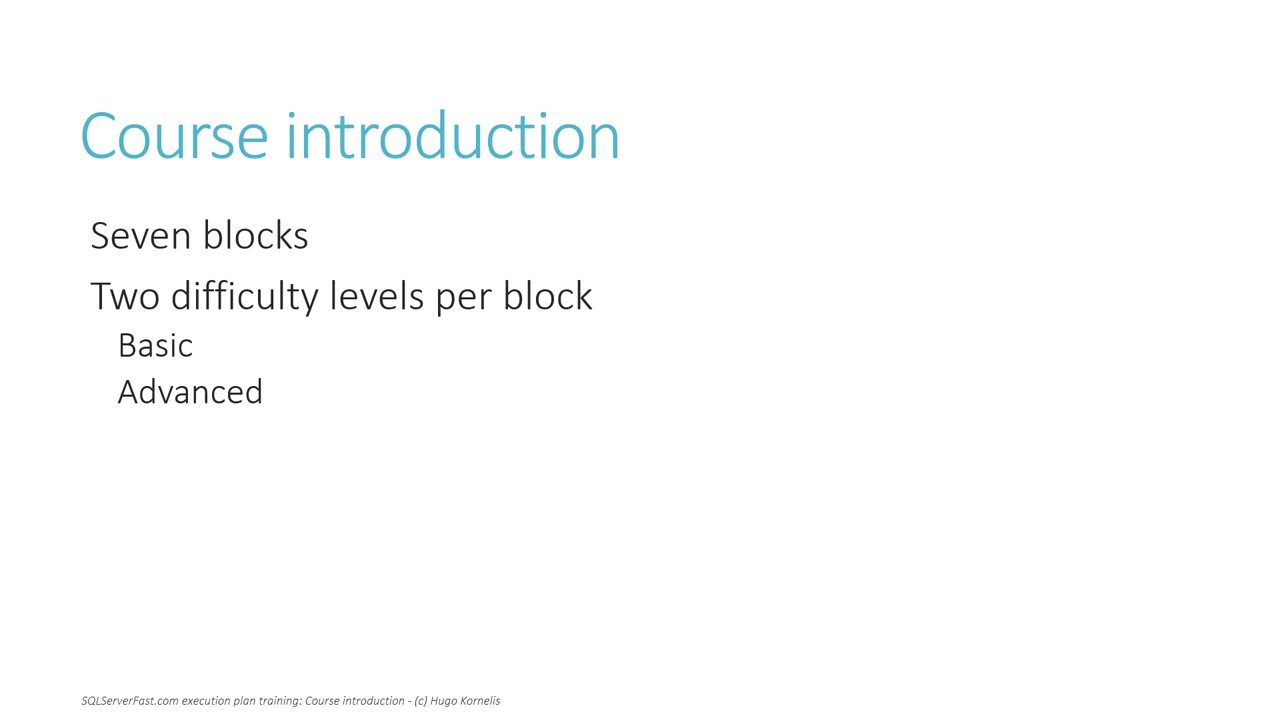 Course introduction
Seven blocks
Two difficulty levels per block
Basic
Advanced
SQLServerFast.com execution plan training: Course introduction - (c) Hugo Kornelis